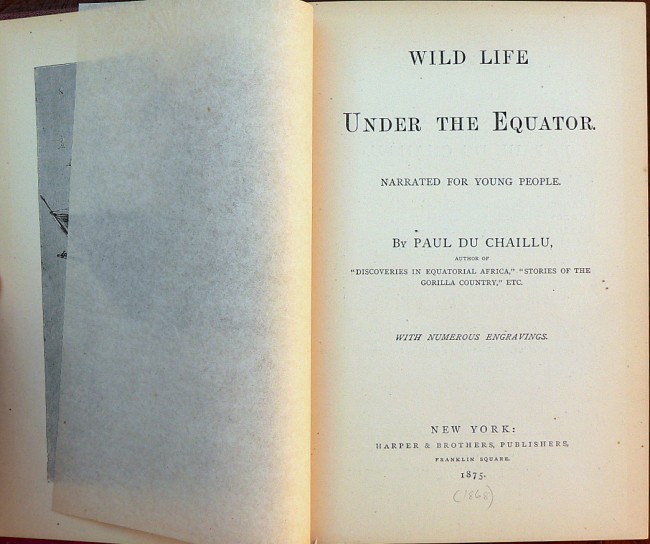 WILD LIFE
UNDER THE EQUATOR.
NARRATED FOR YOUNG PEOPLE.
BY PAUL DU CHAILLU,
AUTHOR OF
"DISCOVERIES IN EQUATORIAL AFRICA," "STORIES OF THE
GORILLA COUNTRY," ETC.
WITH NUMEROUS ENGRAVINGS.
NEW YORK:
HARPER & BROTHERS, PUBLISHERS,
FRANKLIN SQUARE.
1875.
(1868)